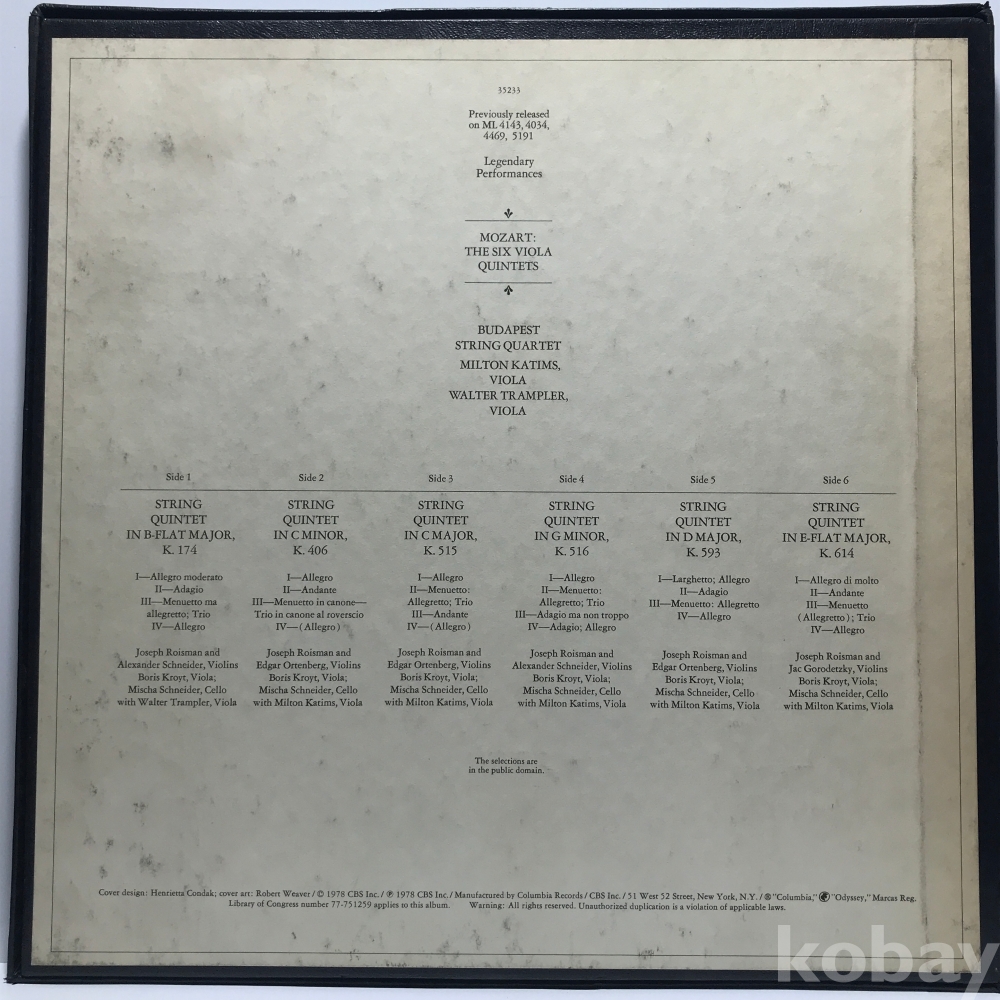 35233
Previously released
on ML 4143, 4034,
4469, 5191
Legendary
Performances
MOZART:
THE SIX VIOLA
QUINTETS
BUDAPEST
STRING QUARTET
MILTON KATIMS,
VIOLA
WALTER TRAMPLER,
VIOLA
Side 1
STRING
QUINTET
IN B-FLAT MAJOR,
K. 174
I—Allegro moderato
II—Adagio
III—Menuetto ma
allegretto; Trio
IV—Allegro
Joseph Roisman and
Alexander Schneider, Violins
Boris Kroyt, Viola;
Mischa Schneider, Cello
with Walter Trampler, Viola
Side 2
STRING
QUINTET
IN C MINOR,
K. 406
I—Allegro
II—Andante
III—Menuetto in canone—
Trio in canone al roverscio
IV—(Allegro)
Joseph Roisman and
Edgar Ortenberg, Violins
Boris Kroyt, Viola;
Mischa Schneider, Cello
with Milton Katims, Viola
Side 3
STRING
QUINTET
IN C MAJOR,
K. 515
I—Allegro
II—Menuetto:
Allegretto; Trio
III—Andante
IV—(Allegro)
Joseph Roisman and
Edgar Ortenberg, Violins
Boris Kroyt, Viola;
Mischa Schneider, Cello
with Milton Katims, Viola
Side 4
STRING
QUINTET
IN G MINOR,
K. 516
I—Allegro
II—Menuetto:
Allegretto; Trio
III—Adagio ma non troppo
IV—Adagio; Allegro
Joseph Roisman and
Alexander Schneider, Violins
Boris Kroyt, Viola;
Mischa Schneider, Cello
with Milton Katims, Viola
Side 5
STRING
QUINTET
IN D MAJOR,
K. 593
I—Larghetto; Allegro
II—Adagio
III—Menuetto: Allegretto
IV—Allegro
Joseph Roisman and
Edgar Ortenberg, Violins
Boris Kroyt, Viola;
Mischa Schneider, Cello
with Milton Katims, Viola
Side 6
STRING
QUINTET
IN E-FLAT MAJOR,
K. 614
I—Allegro di molto
II—Andante
III—Menuetto
(Allegretto); Trio
IV—Allegro
Joseph Roisman and
Jac Gorodetzky, Violins
Boris Kroyt, Viola;
Mischa Schneider, Cello
with Milton Katims, Viola
The selections are
in the public domain.
Cover design: Henrietta Condak; cover art: Robert Weaver / © 1978 CBS Inc. / ℗ 1978 CBS Inc. / Manufactured by Columbia Records / CBS Inc. / 51 West 52 Street, New York, N.Y. / ® "Columbia," "Odyssey," Marcas Reg.
Library of Congress number 77-751259 applies to this album. Warning: All rights reserved. Unauthorized duplication is a violation of applicable laws.
kobay